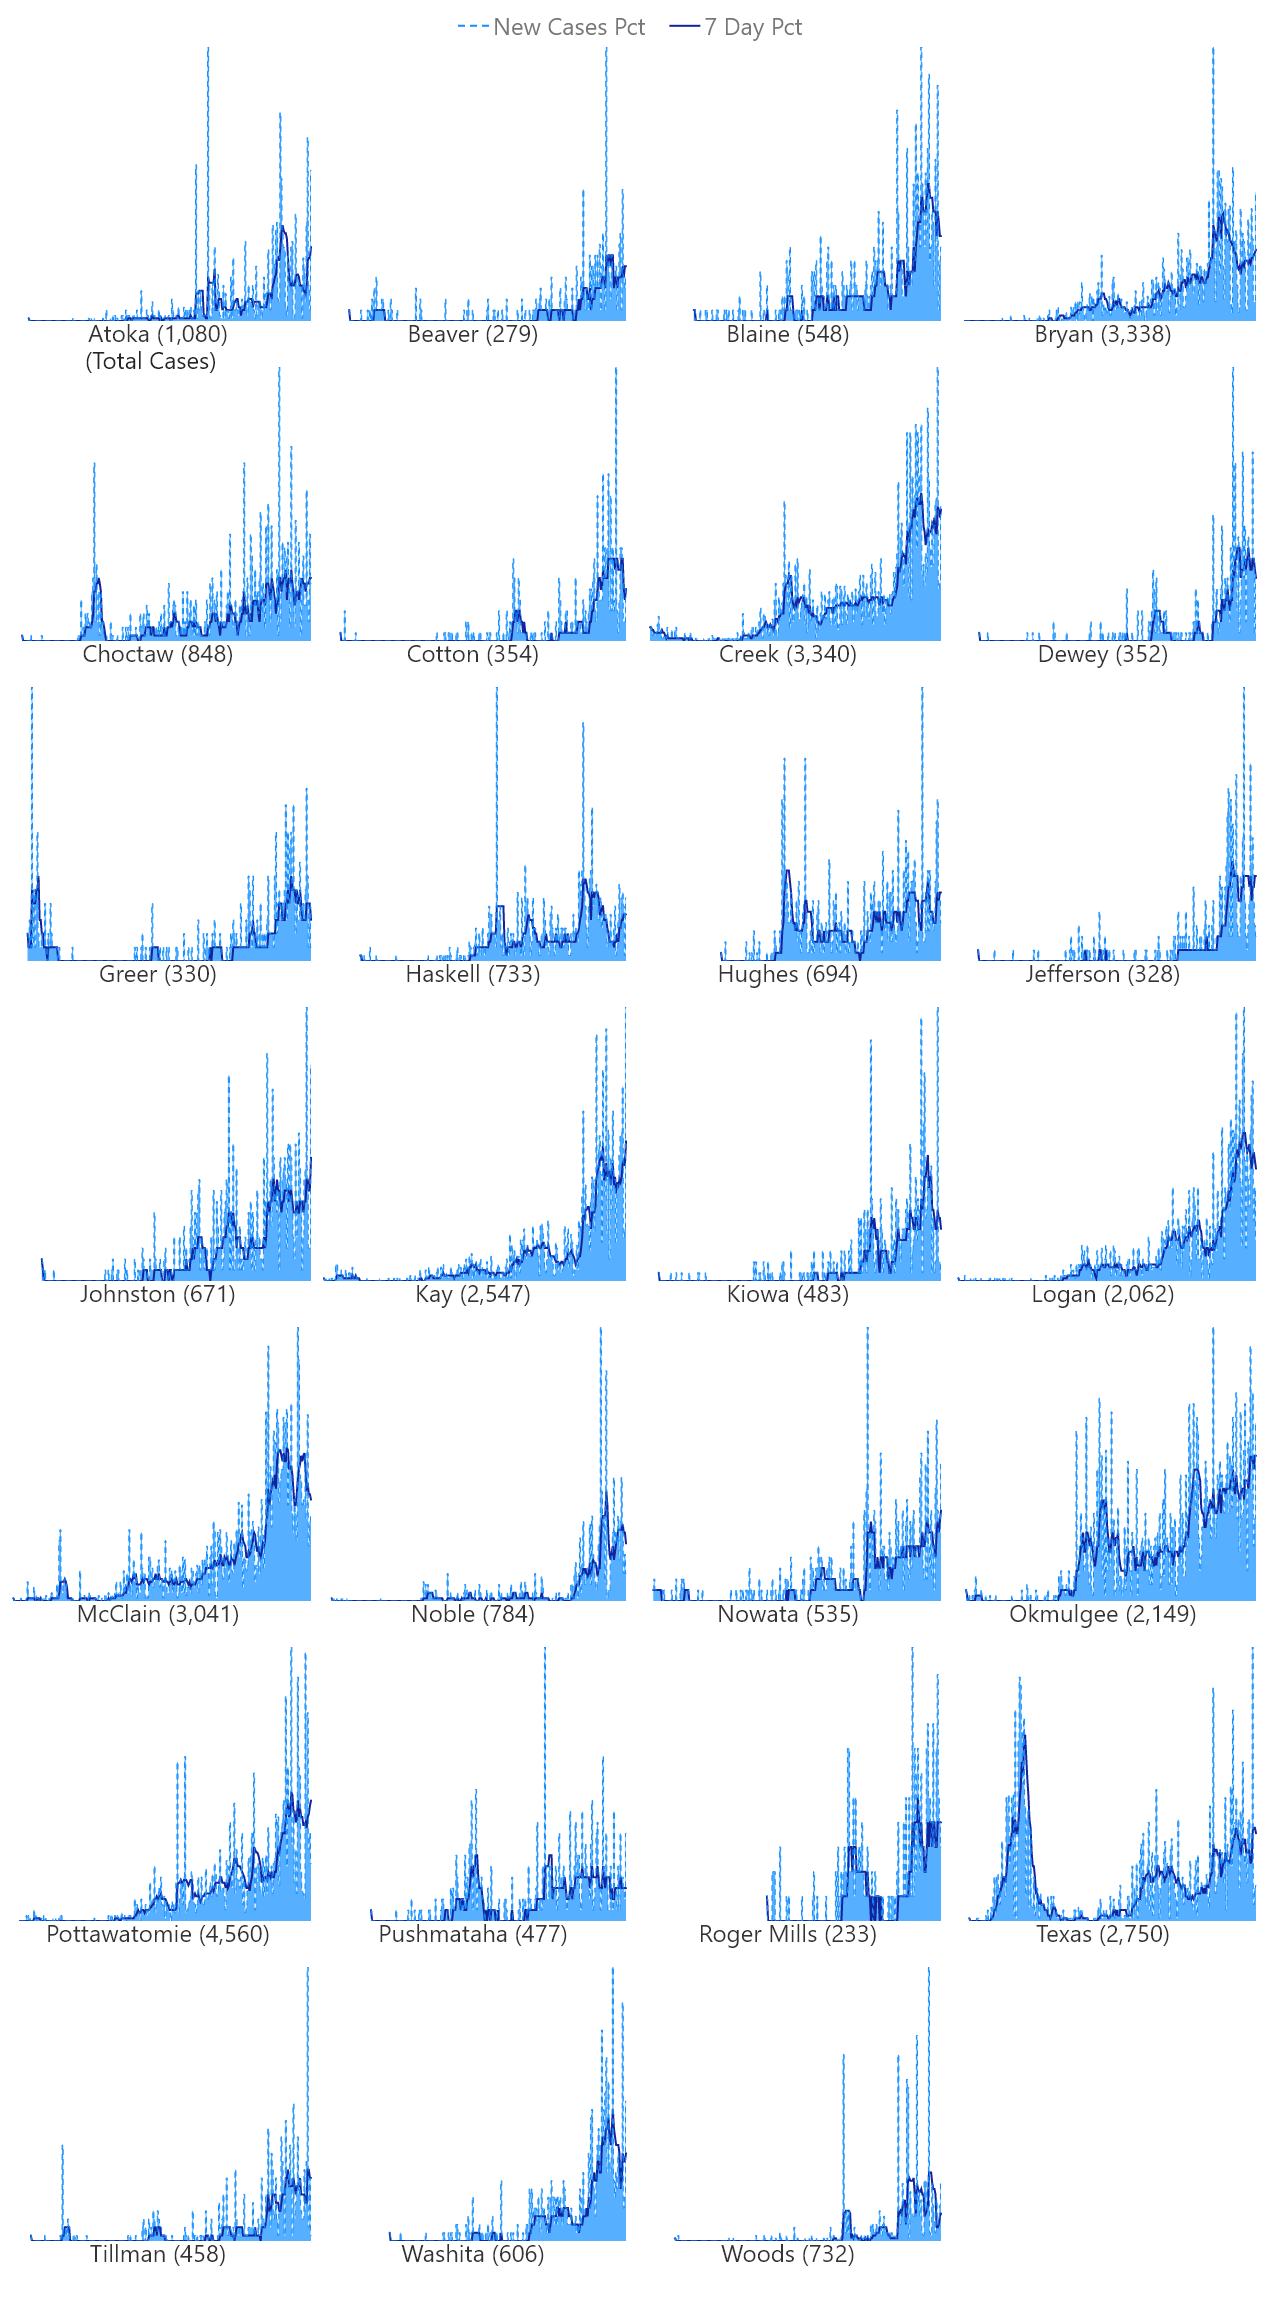 New Cases Pct 7 Day Pct
Atoka (1,080) Beaver (279) Blaine (548) Bryan (3,338)
(Total Cases)
Choctaw (848) Cotton (354) Creek (3,340) Dewey (352)
Greer (330) Haskell (733) Hughes (694) Jefferson (328)
Johnston (671) Kay (2,547) Kiowa (483) Logan (2,062)
McClain (3,041) Noble (784) Nowata (535) Okmulgee (2,149)
Pottawatomie (4,560) Pushmataha (477) Roger Mills (233) Texas (2,750)
Tillman (458) Washita (606) Woods (732)